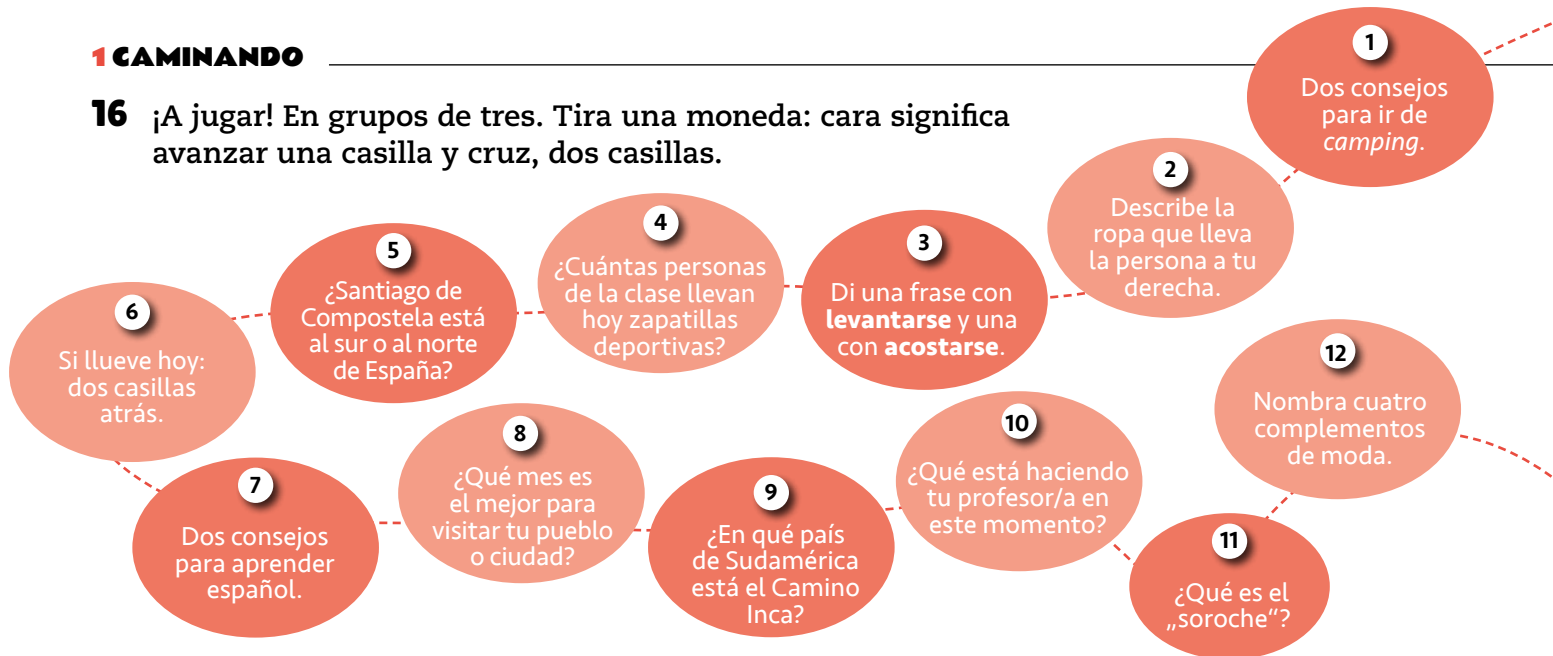 1 CAMINANDO
16 ¡A jugar! En grupos de tres. Tira una moneda: cara significa
avanzar una casilla y cruz, dos casillas.
1
Dos consejos
para ir de
camping.
2
Describe la
ropa que lleva
la persona a tu
derecha.
3
Di una frase con
levantarse y una
con acostarse.
4
¿Cuántas personas
de la clase llevan
hoy zapatillas
deportivas?
5
¿Santiago de
Compostela está
al sur o al norte
de España?
6
Si llueve hoy:
dos casillas
atrás.
7
Dos consejos
para aprender
español.
8
¿Qué mes es
el mejor para
visitar tu pueblo
o ciudad?
9
¿En qué país
de Sudamérica
está el Camino
Inca?
10
¿Qué está haciendo
tu profesor/a en
este momento?
11
¿Qué es el
„soroche“?
12
Nombra cuatro
complementos
de moda.